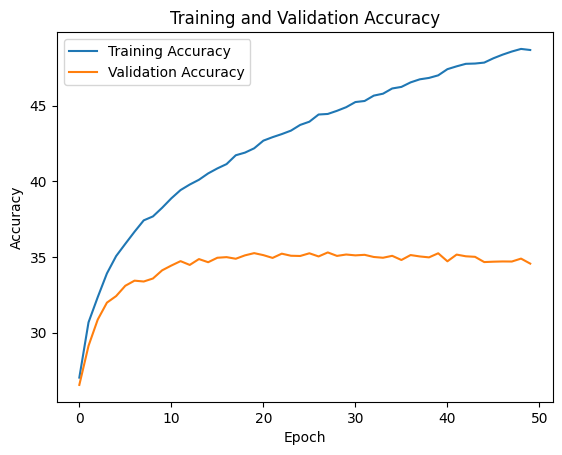 Training and Validation Accuracy
Training Accuracy
Validation Accuracy
Accuracy
45
40
35
30
0 10 20 30 40 50
Epoch